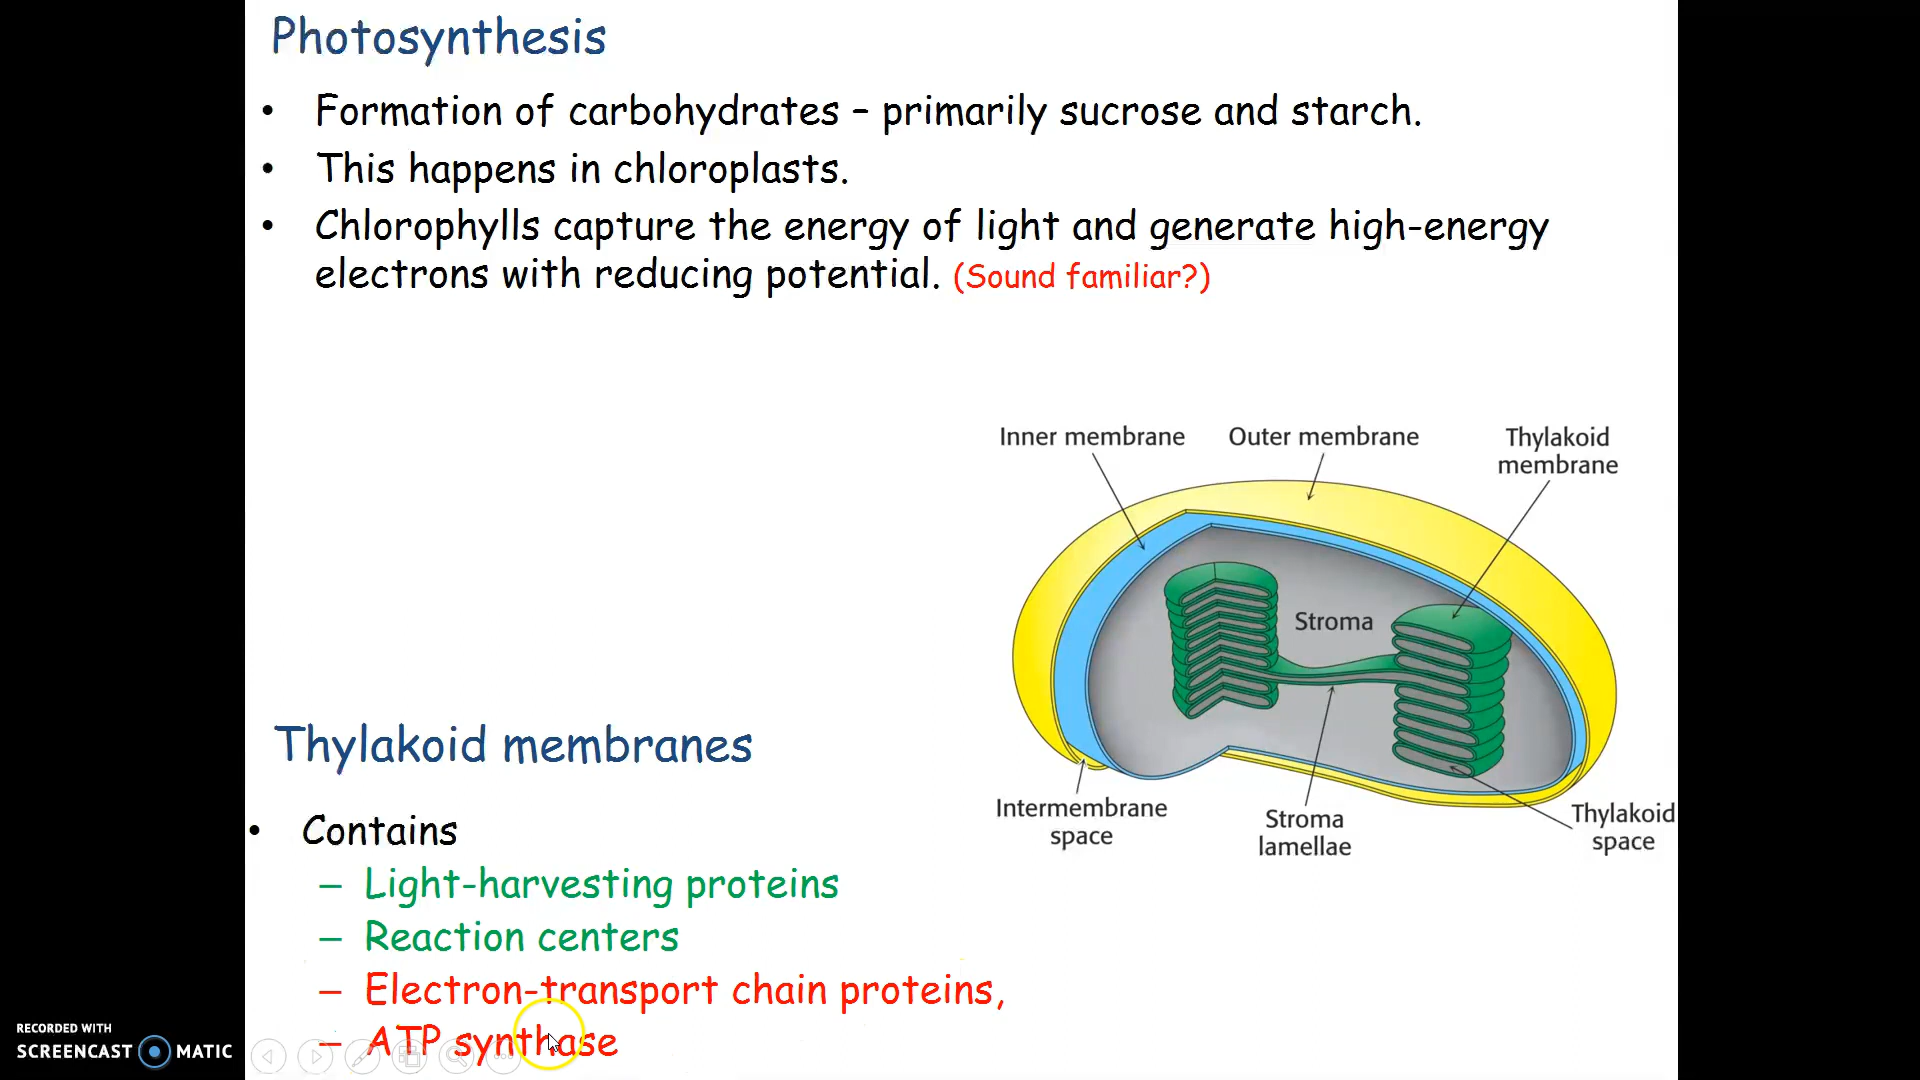 Photosynthesis
• Formation of carbohydrates – primarily sucrose and starch.
• This happens in chloroplasts.
• Chlorophylls capture the energy of light and generate high-energy
electrons with reducing potential. (Sound familiar?)
Inner membrane
Outer membrane
Thylakoid
membrane
Stroma
Intermembrane
space
Stroma
lamellae
Thylakoid
space
Thylakoid membranes
• Contains
– Light-harvesting proteins
– Reaction centers
– Electron-transport chain proteins,
– ATP synthase
RECORDED WITH
SCREENCAST MATIC